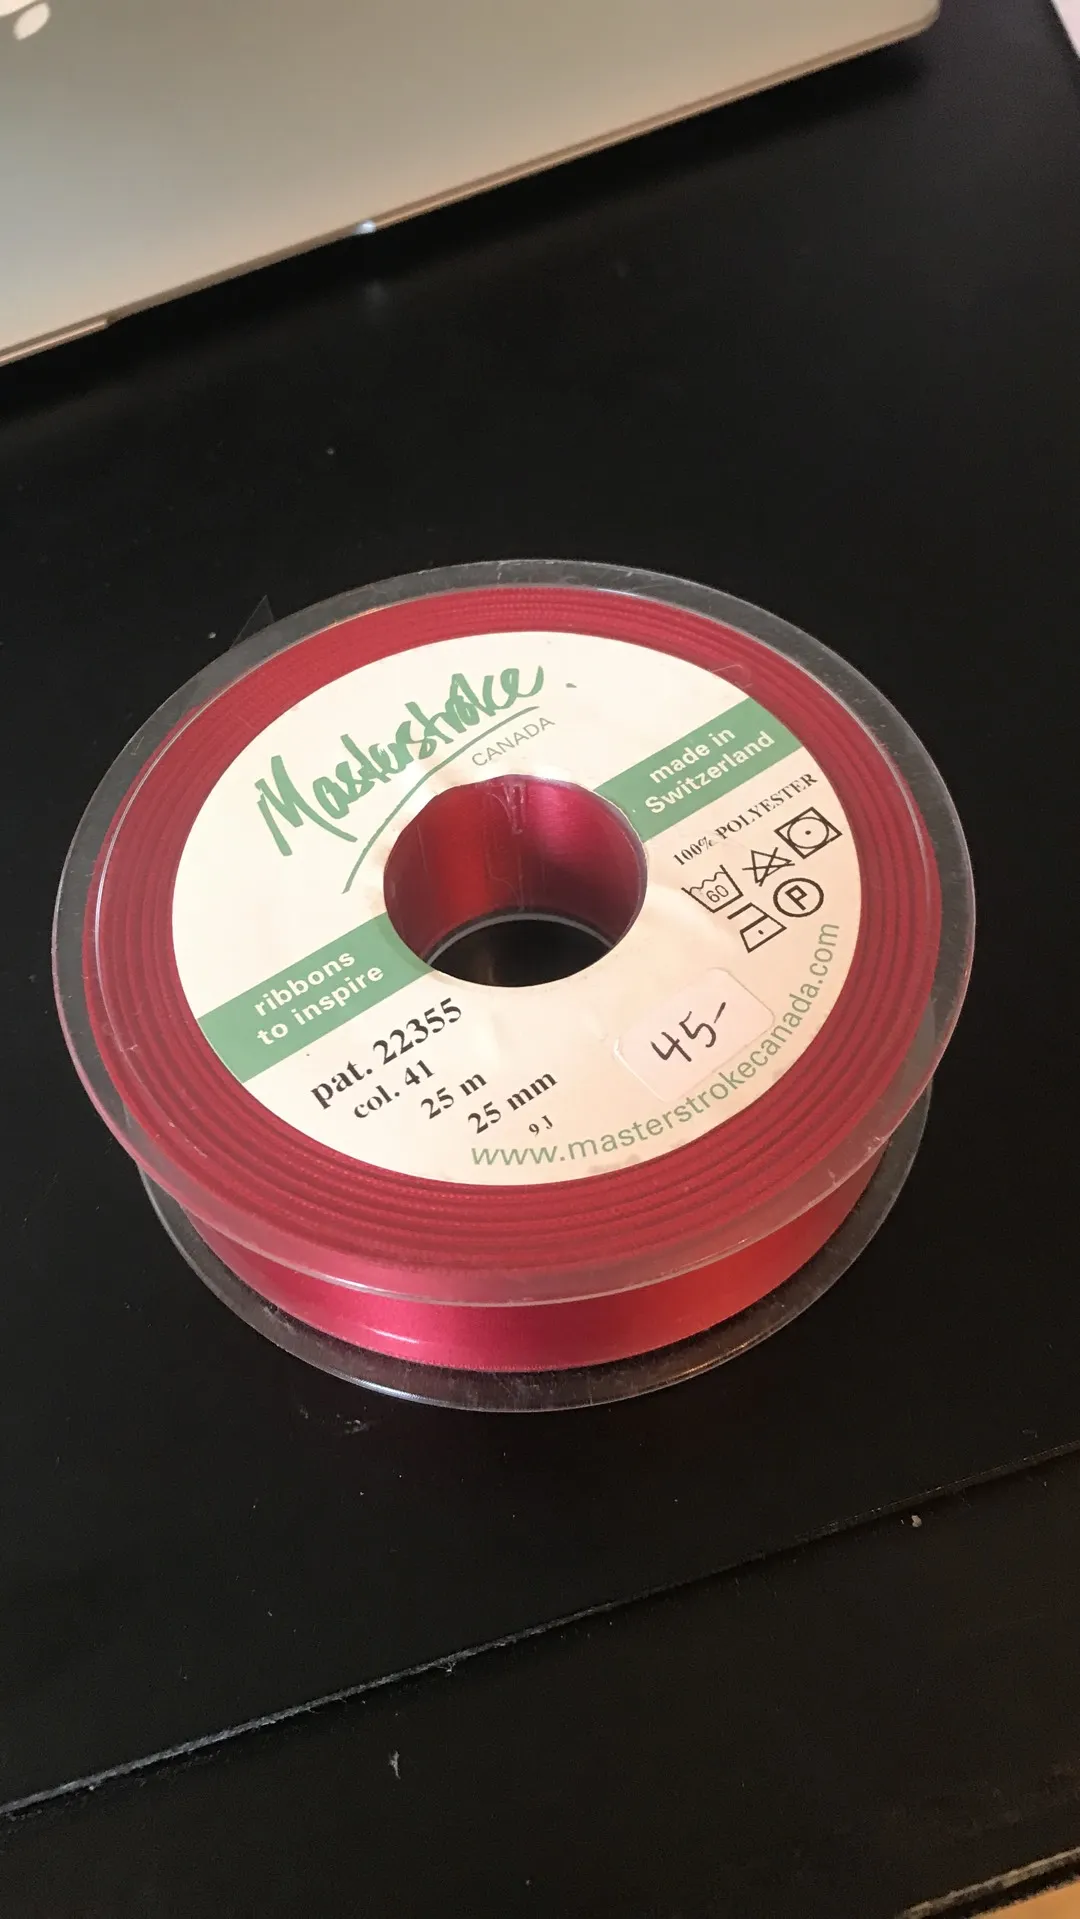 Masterstroke
CANADA
made in
Switzerland
100% POLYESTER
60
P
ribbons
to inspire
pat. 22355
col. 41
25 m
25 mm
9 J
45-
www.masterstrokecanada.com